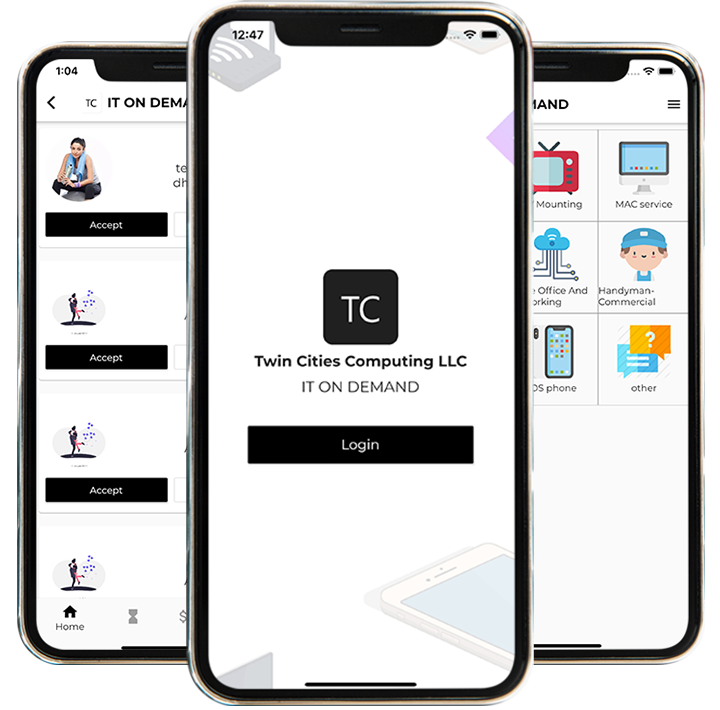 1:04
TC IT ON DEMA
te
dh
Accept
Accept
Accept
Home
12:47
TC
Twin Cities Computing LLC
IT ON DEMAND
Login
MAND
Mounting
MAC service
e Office And
orking
Handyman-
Commercial
OS phone
other